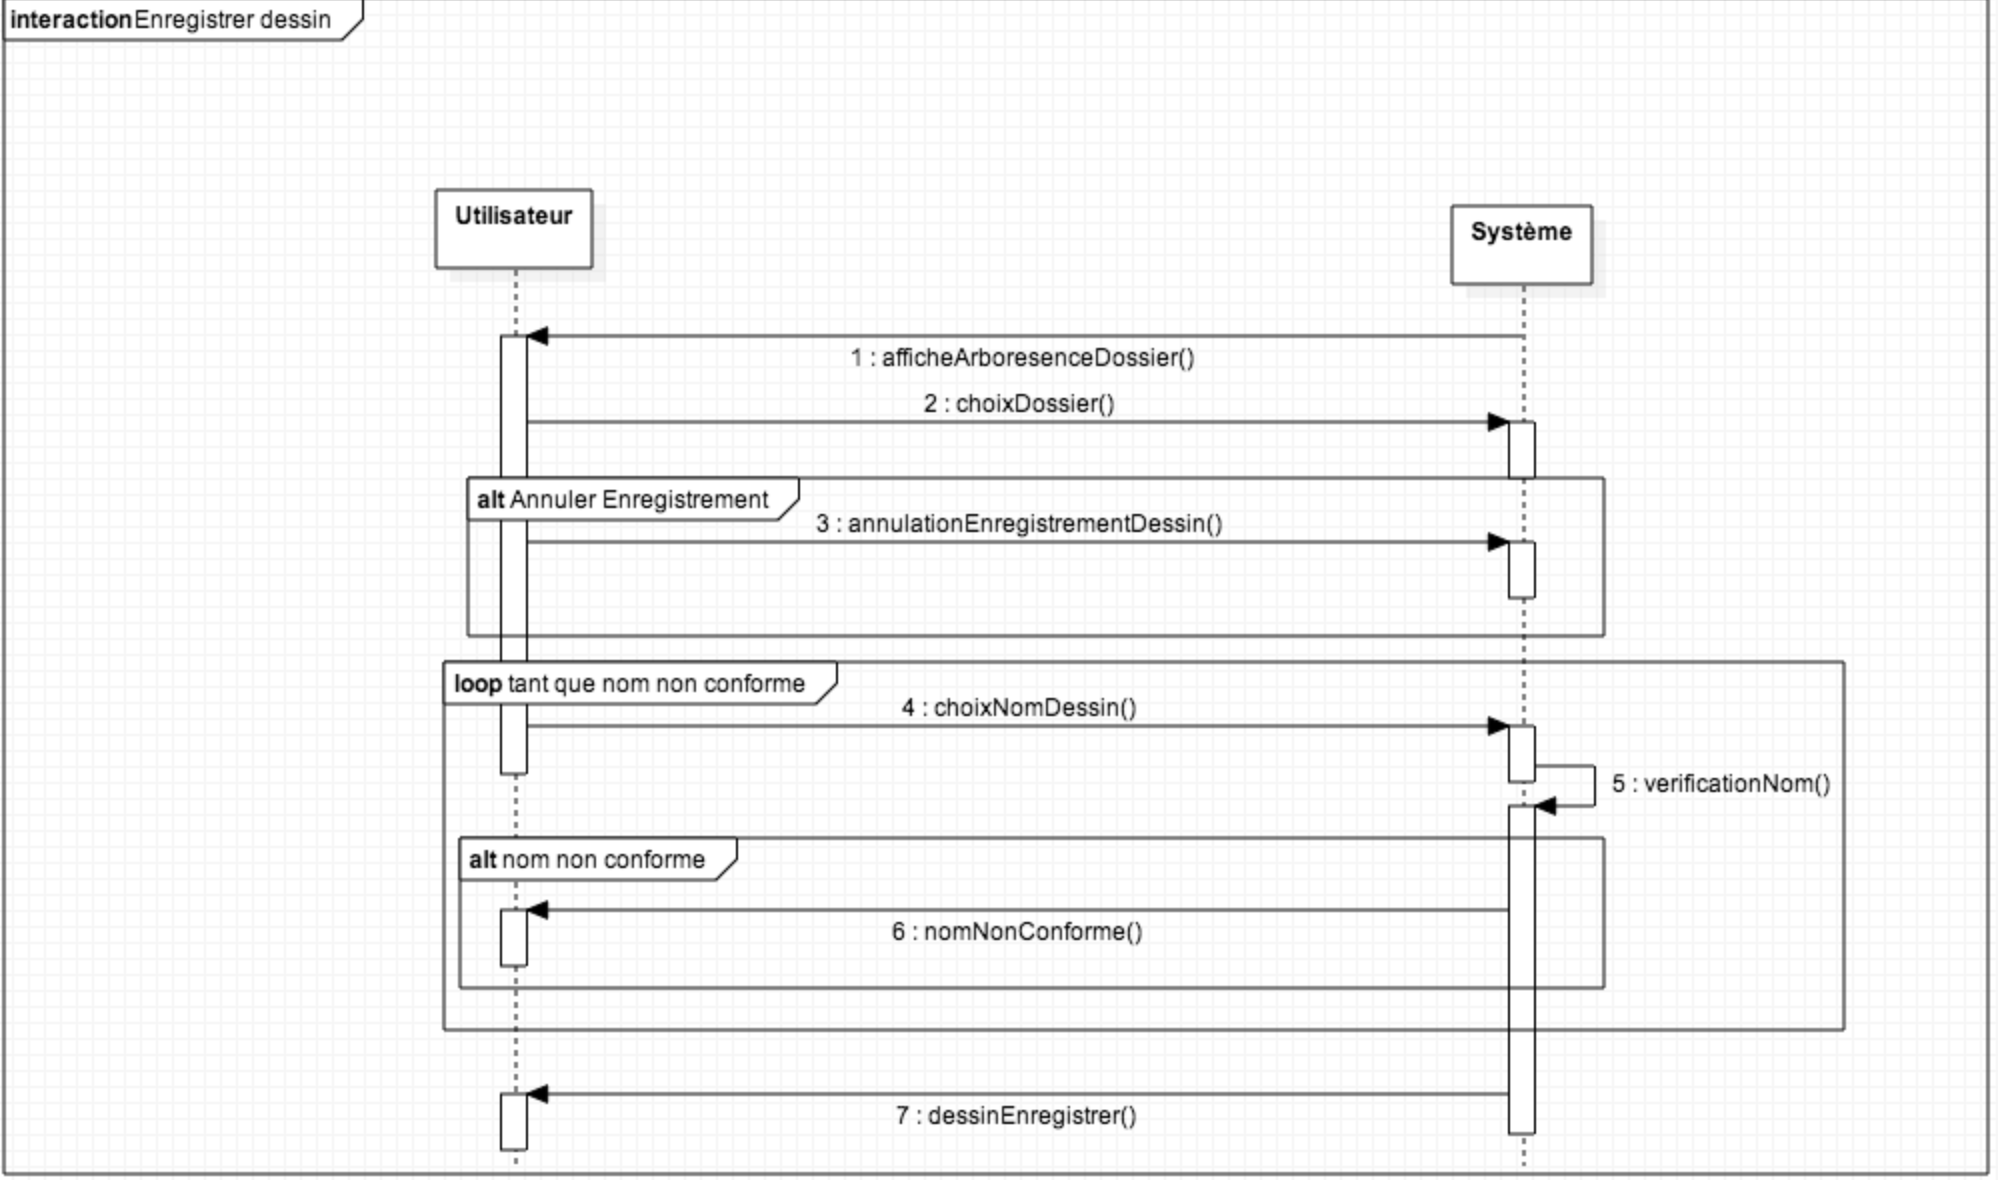 interaction Enregistrer dessin
Utilisateur
Système
1 : afficheArboresenceDossier()
2 : choixDossier()
alt Annuler Enregistrement
3 : annulationEnregistrementDessin()
loop tant que nom non conforme
4 : choixNomDessin()
5 : verificationNom()
alt nom non conforme
6 : nomNonConforme()
7 : dessinEnregistrer()